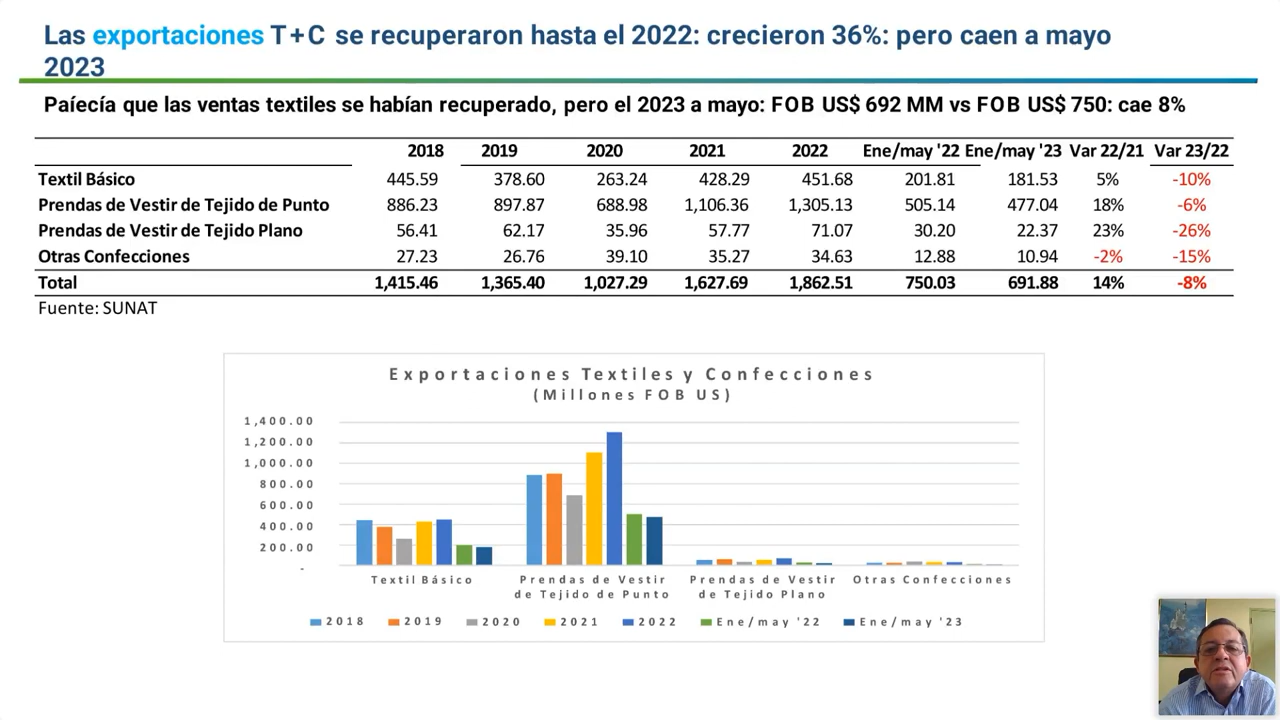 Las exportaciones T+C se recuperaron hasta el 2022: crecieron 36%: pero caen a mayo
2023
Paíecía que las ventas textiles se habían recuperado, pero el 2023 a mayo: FOB US$ 692 MM vs FOB US$ 750: cae 8%
2018 2019 2020 2021 2022 Ene/may '22 Ene/may '23 Var 22/21 Var 23/22
Textil Básico 445.59 378.60 263.24 428.29 451.68 201.81 181.53 5% -10%
Prendas de Vestir de Tejido de Punto 886.23 897.87 688.98 1,106.36 1,305.13 505.14 477.04 18% -6%
Prendas de Vestir de Tejido Plano 56.41 62.17 35.96 57.77 71.07 30.20 22.37 23% -26%
Otras Confecciones 27.23 26.76 39.10 35.27 34.63 12.88 10.94 -2% -15%
Total 1,415.46 1,365.40 1,027.29 1,627.69 1,862.51 750.03 691.88 14% -8%
Fuente: SUNAT
Exportaciones Textiles y Confecciones
(Millones FOB US)
1,400.00
1,200.00
1,000.00
800.00
600.00
400.00
200.00
-
Textil Básico Prendas de Vestir Prendas de Vestir Otras Confecciones
de Tejido de Punto de Tejido Plano
2018 2019 2020 2021 2022 Ene/may '22 Ene/may '23